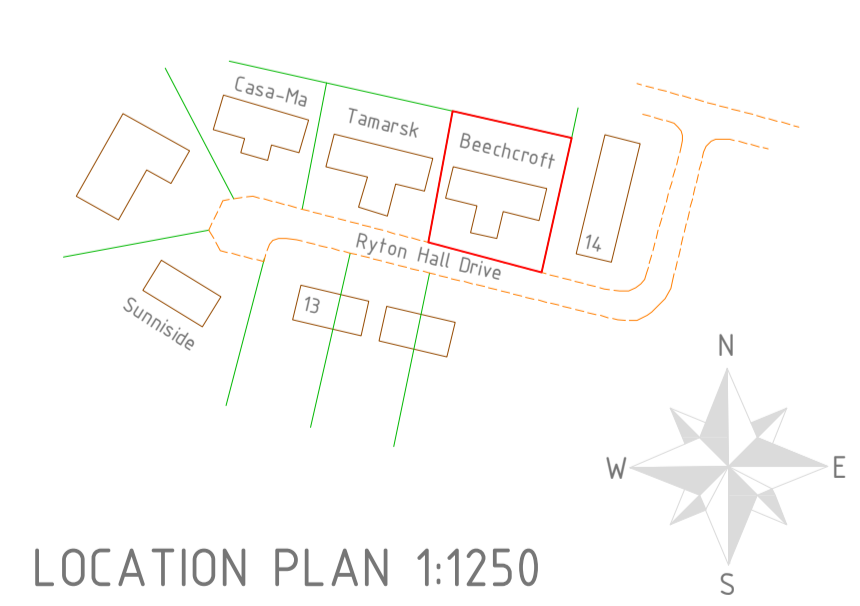 Casa-Ma
Tamarsk
Beechcroft
14
Ryton Hall Drive
13
Sunniside
N
W
E
S
LOCATION PLAN 1:1250